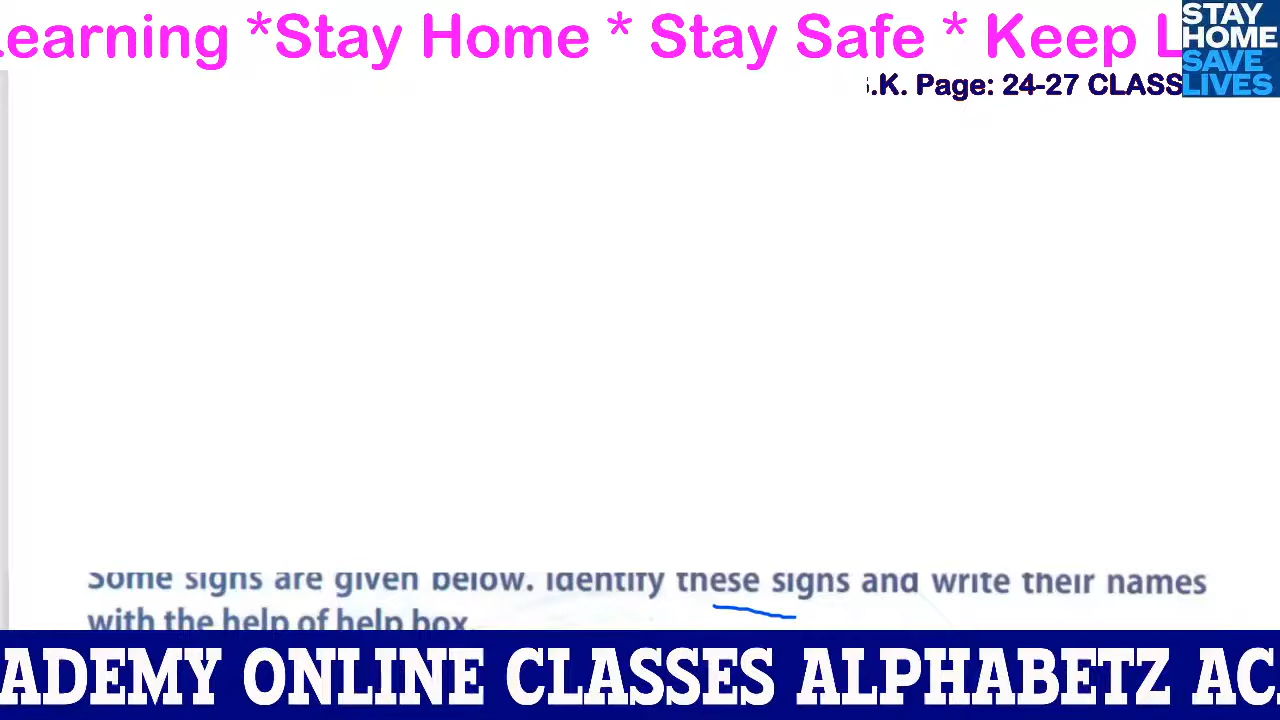 earning *Stay Home * Stay Safe * Keep L
STAY
HOME
SAVE
LIVES
.K. Page: 24-27 CLASS
Some signs are given below. Identify these signs and write their names
with the help of help box.
ADEMY ONLINE CLASSES ALPHABETZ AC